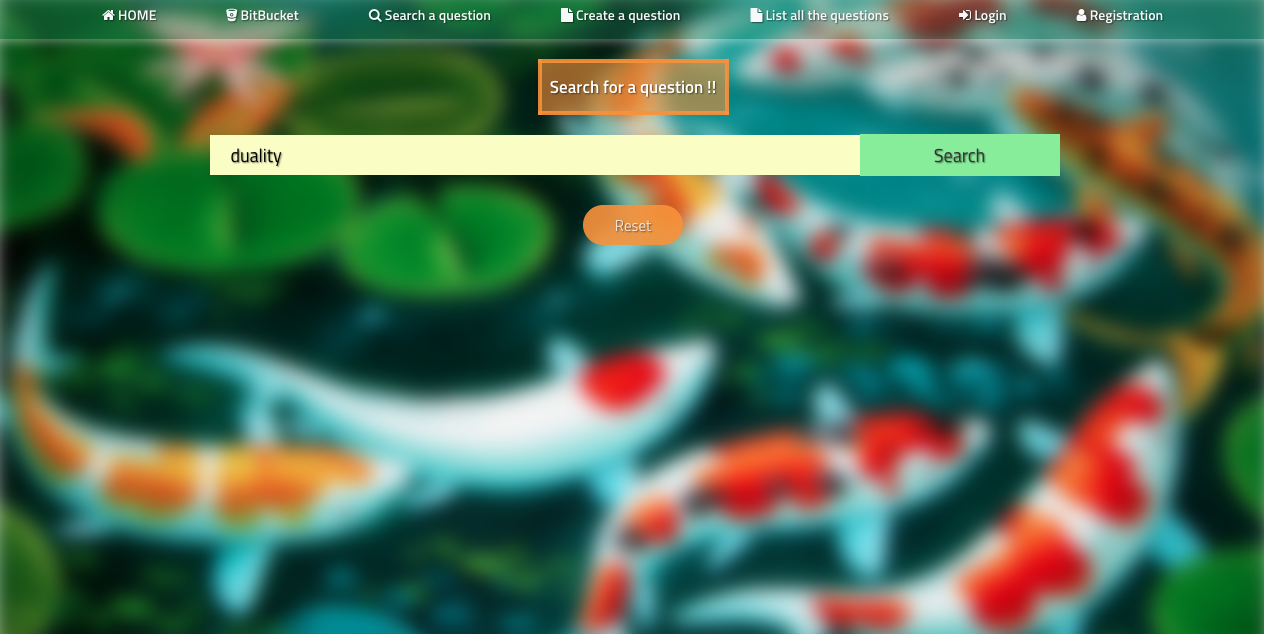 HOME BitBucket Search a question Create a question List all the questions Login Registration
Search for a question !!
duality Search
Reset